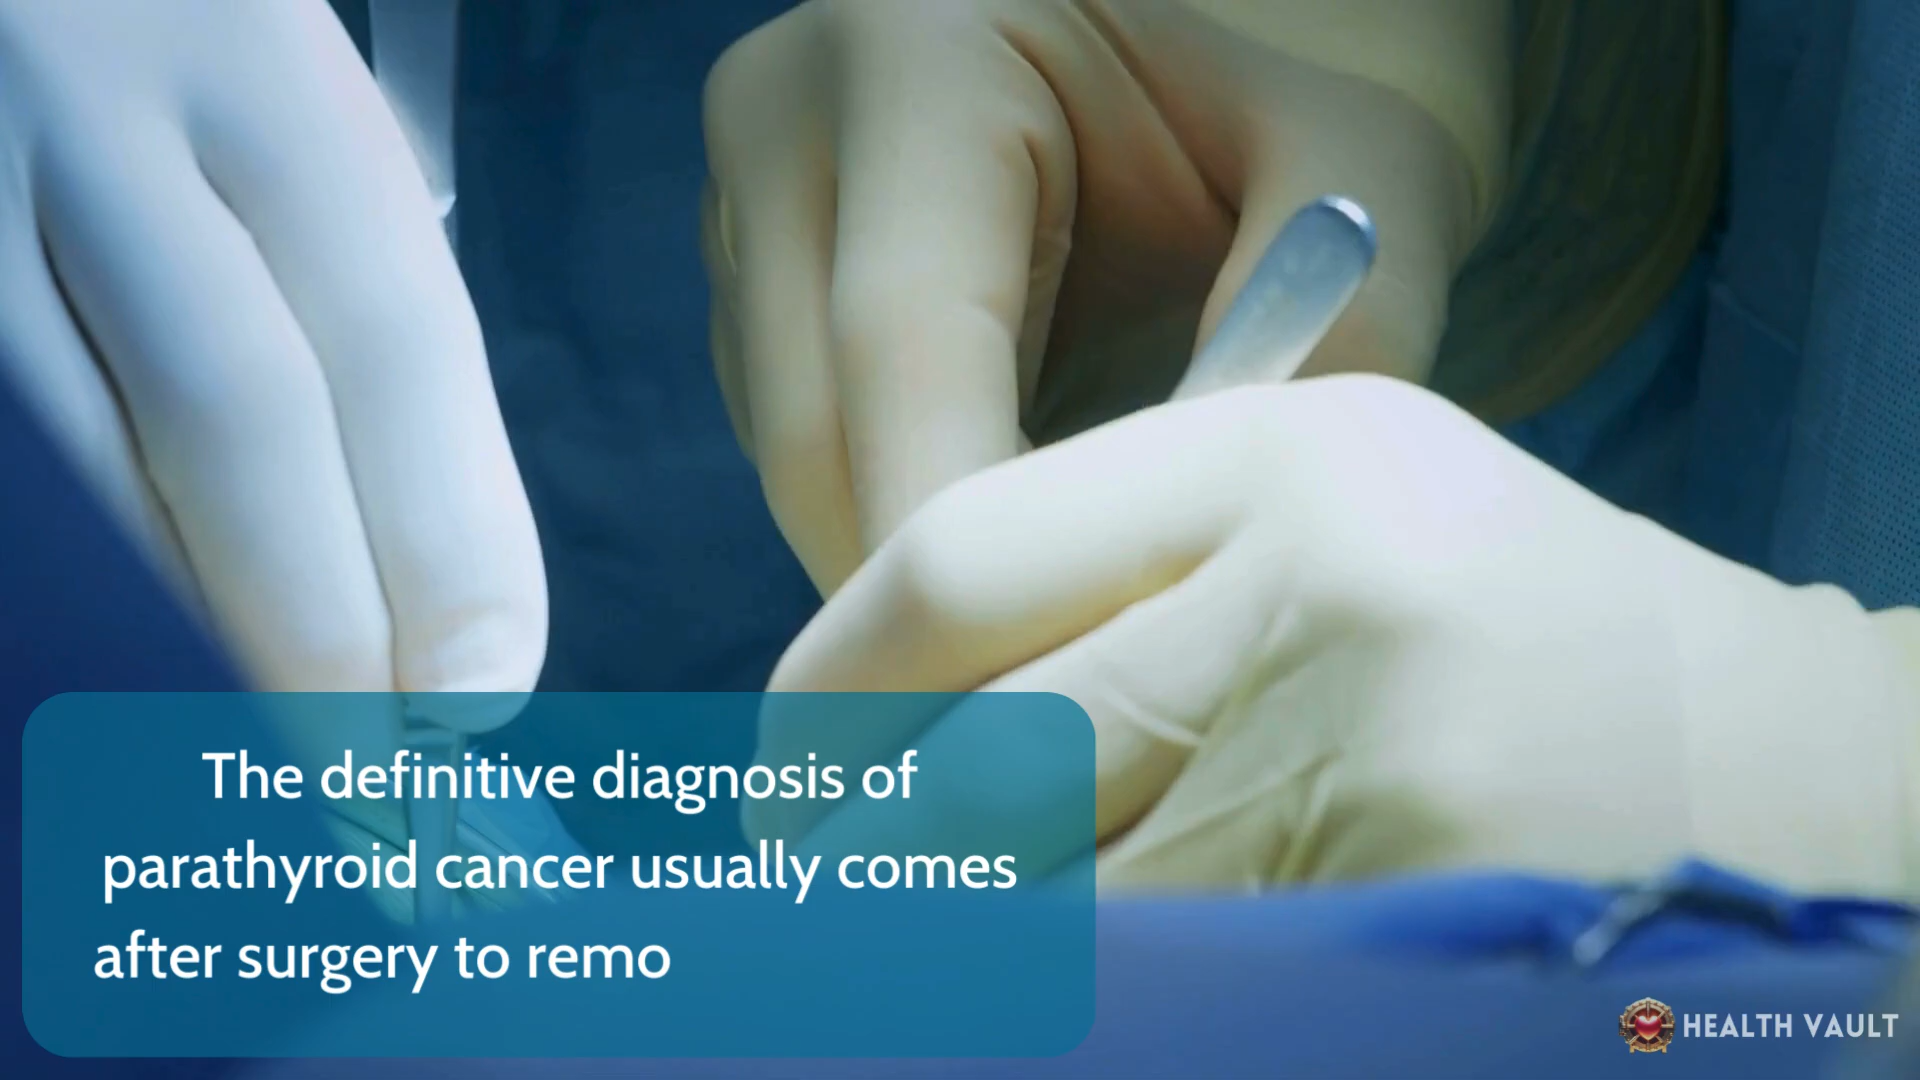 The definitive diagnosis of
parathyroid cancer usually comes
after surgery to remo
HEALTH VAULT